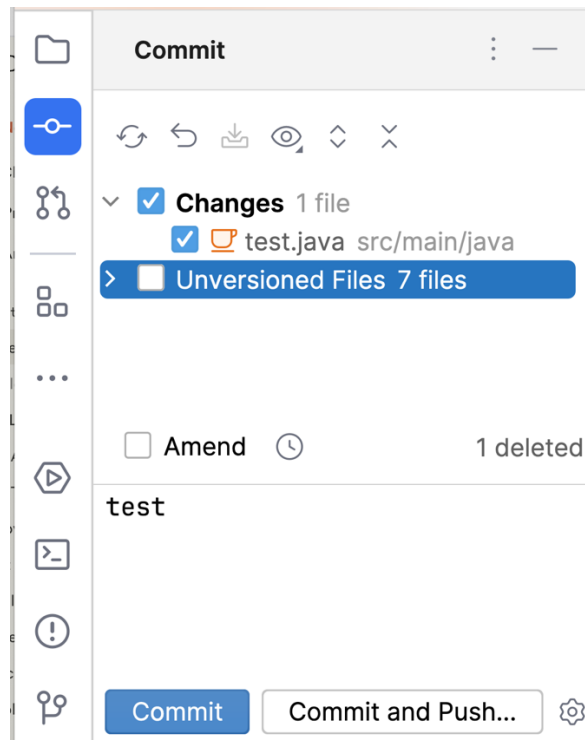 Commit
Changes 1 file
test.java src/main/java
Unversioned Files 7 files
Amend
1 deleted
test
Commit
Commit and Push...